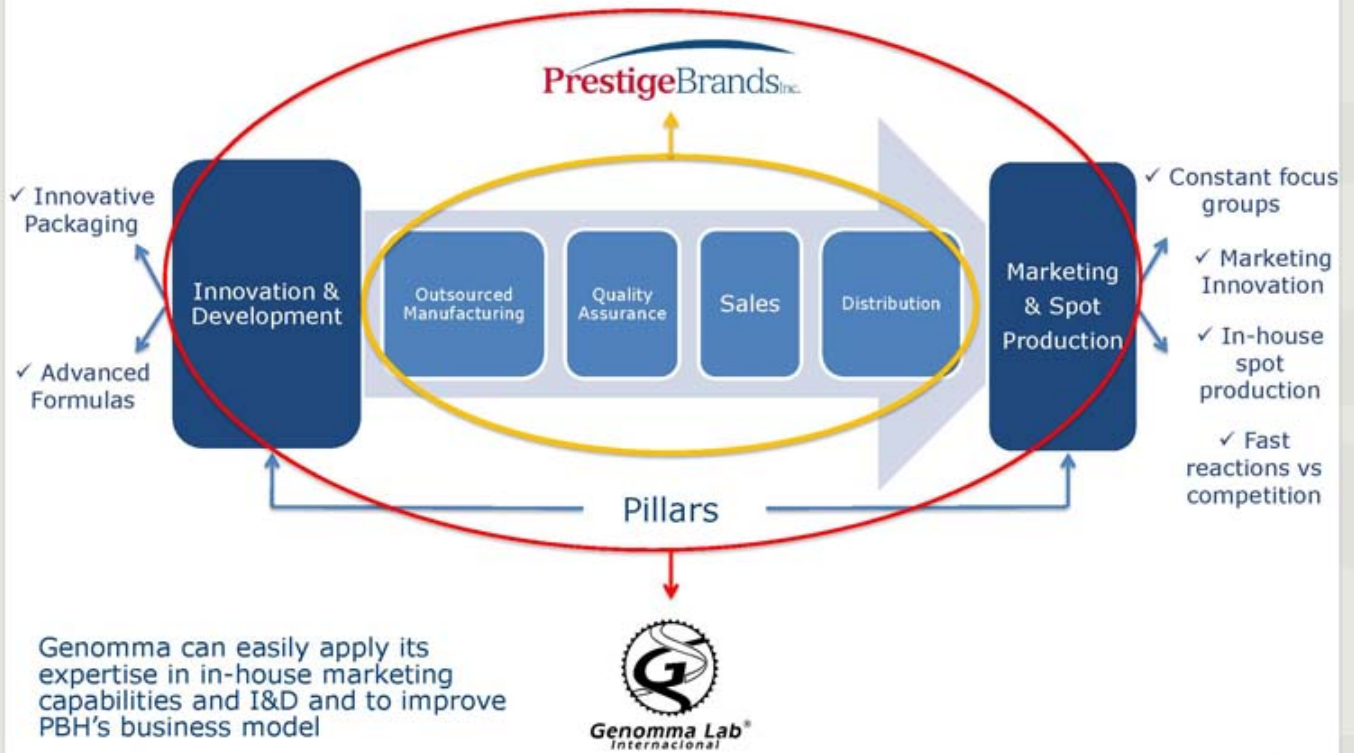 PrestigeBrands Inc.
✓ Innovative
Packaging
✓ Advanced
Formulas
Innovation &
Development
Outsourced
Manufacturing
Quality
Assurance
Sales
Distribution
Marketing
& Spot
Production
✓ Constant focus
groups
✓ Marketing
Innovation
✓ In-house
spot
production
✓ Fast
reactions vs
competition
Pillars
Genomma can easily apply its
expertise in in-house marketing
capabilities and I&D and to improve
PBH's business model
G
Genomma Lab®
Internacional